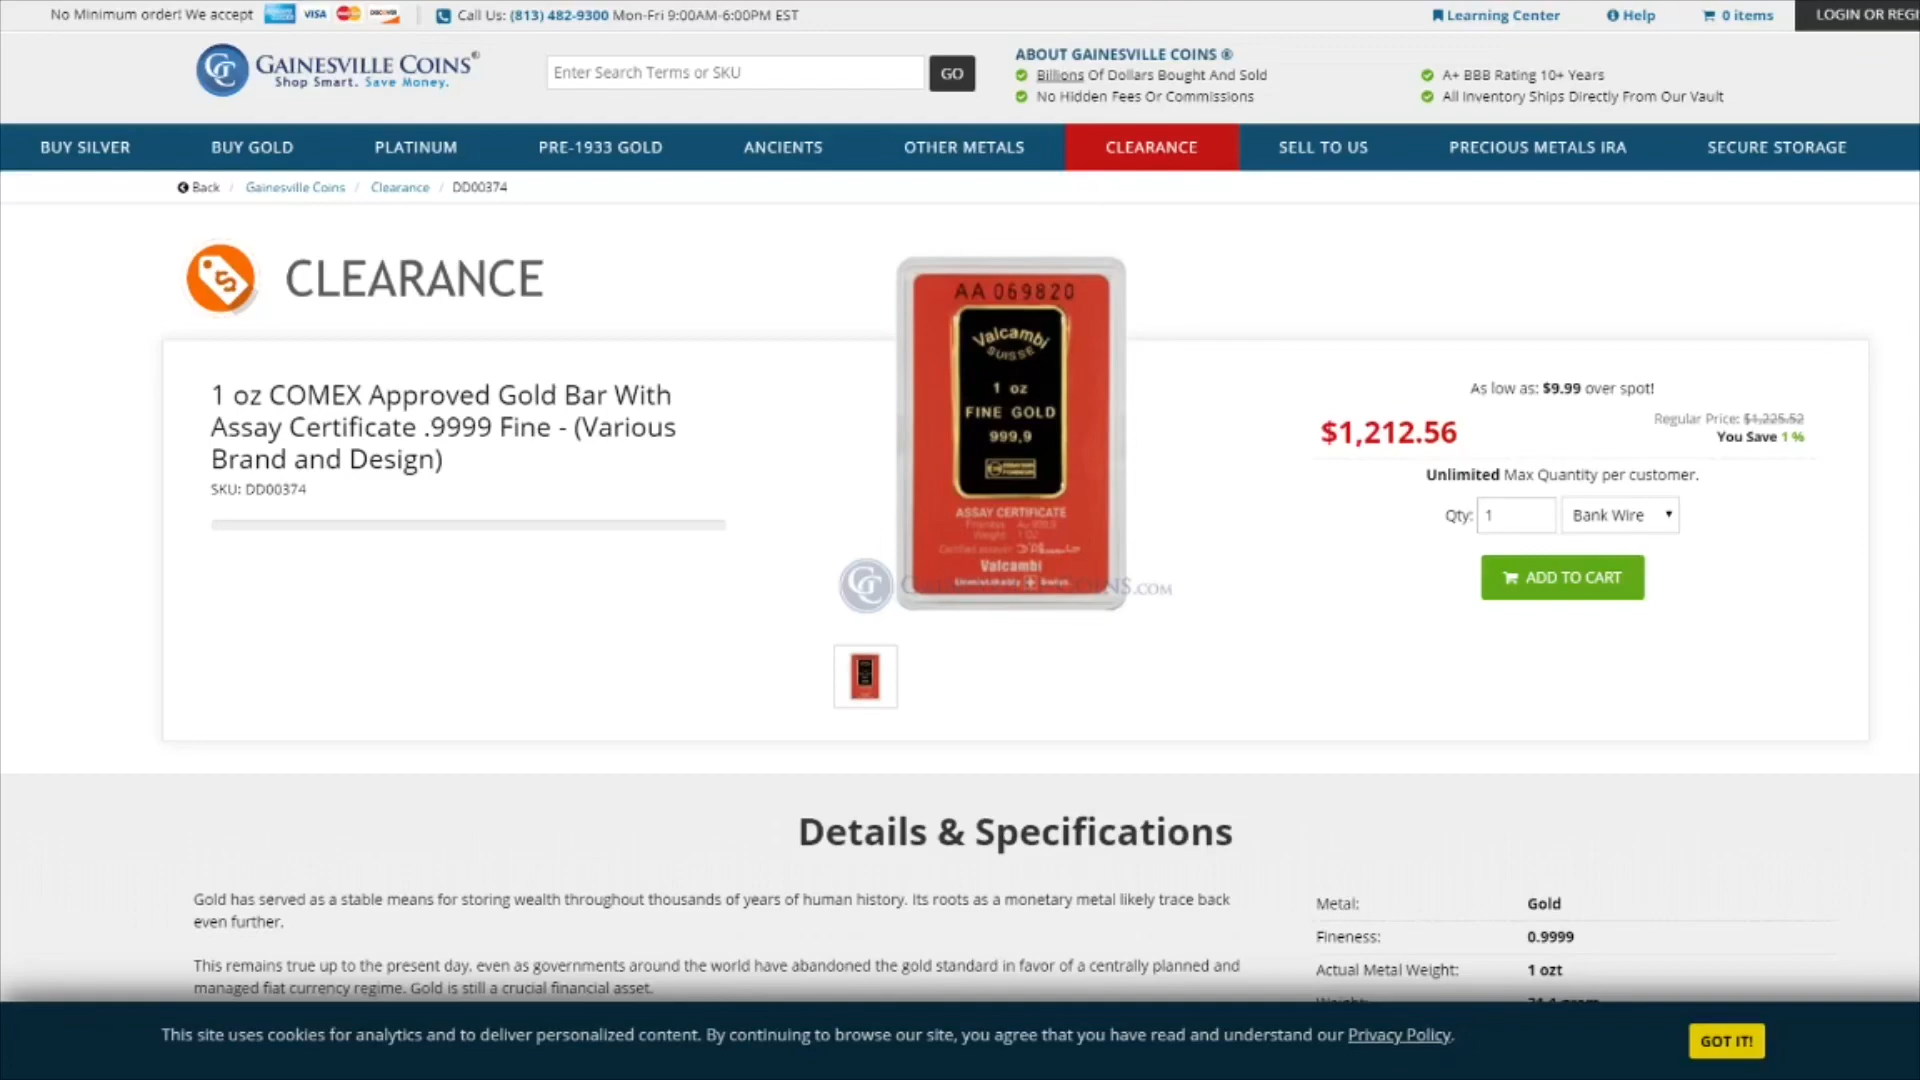 No Minimum order! We accept
VISA
DISCOVER
Call Us: (813) 482-9300 Mon-Fri 9:00AM-6:00PM EST
Learning Center
Help
0 items
LOGIN OR REGI
GAINESVILLE COINS®
Shop Smart. Save Money.
Enter Search Terms or SKU
GO
ABOUT GAINESVILLE COINS ®
Billions Of Dollars Bought And Sold
No Hidden Fees Or Commissions
A+ BBB Rating 10+ Years
All Inventory Ships Directly From Our Vault
BUY SILVER
BUY GOLD
PLATINUM
PRE-1933 GOLD
ANCIENTS
OTHER METALS
CLEARANCE
SELL TO US
PRECIOUS METALS IRA
SECURE STORAGE
Back / Gainesville Coins / Clearance / DD00374
CLEARANCE
1 oz COMEX Approved Gold Bar With
Assay Certificate .9999 Fine - (Various
Brand and Design)
SKU: DD00374
AA 069820
Valcambi
SUISSE
1 oz
FINE GOLD
999,9
ASSAY CERTIFICATE
Valcambi
GAINESVILLE COINS.COM
As low as: $9.99 over spot!
$1,212.56
Regular Price: $1,225.52
You Save 1 %
Unlimited Max Quantity per customer.
Qty: 1
Bank Wire
ADD TO CART
Details & Specifications
Gold has served as a stable means for storing wealth throughout thousands of years of human history. Its roots as a monetary metal likely trace back
even further.
This remains true up to the present day, even as governments around the world have abandoned the gold standard in favor of a centrally planned and
managed fiat currency regime. Gold is still a crucial financial asset.
Metal: Gold
Fineness: 0.9999
Actual Metal Weight: 1 ozt
This site uses cookies for analytics and to deliver personalized content. By continuing to browse our site, you agree that you have read and understand our Privacy Policy.
GOT IT!